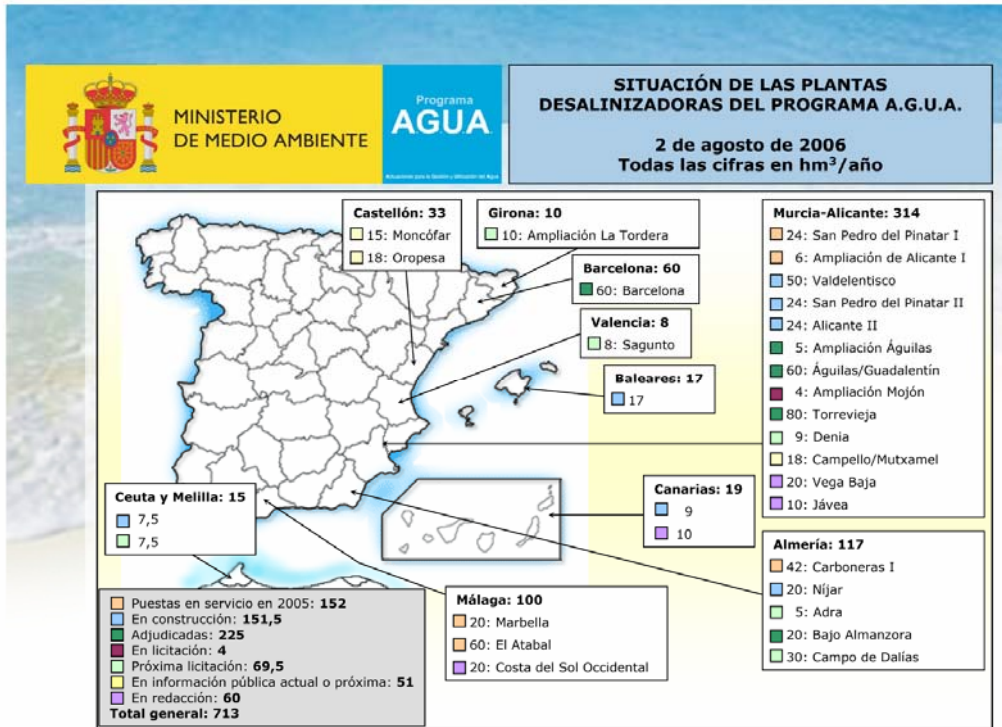 MINISTERIO
DE MEDIO AMBIENTE
Programa
AGUA
Actuaciones para la Gestión y Utilización del Agua
SITUACIÓN DE LAS PLANTAS
DESALINIZADORAS DEL PROGRAMA A.G.U.A.
2 de agosto de 2006
Todas las cifras en hm³/año
Castellón: 33
15: Moncófar
18: Oropesa
Girona: 10
10: Ampliación La Tordera
Barcelona: 60
60: Barcelona
Valencia: 8
8: Sagunto
Baleares: 17
17
Murcia-Alicante: 314
24: San Pedro del Pinatar I
6: Ampliación de Alicante I
50: Valdelentisco
24: San Pedro del Pinatar II
24: Alicante II
5: Ampliación Águilas
60: Águilas/Guadalentín
4: Ampliación Mojón
80: Torrevieja
9: Denia
18: Campello/Mutxamel
20: Vega Baja
10: Jávea
Ceuta y Melilla: 15
7,5
7,5
Canarias: 19
9
10
Almería: 117
42: Carboneras I
20: Níjar
5: Adra
20: Bajo Almanzora
30: Campo de Dalías
Málaga: 100
20: Marbella
60: El Atabal
20: Costa del Sol Occidental
Puestas en servicio en 2005: 152
En construcción: 151,5
Adjudicadas: 225
En licitación: 4
Próxima licitación: 69,5
En información pública actual o próxima: 51
En redacción: 60
Total general: 713